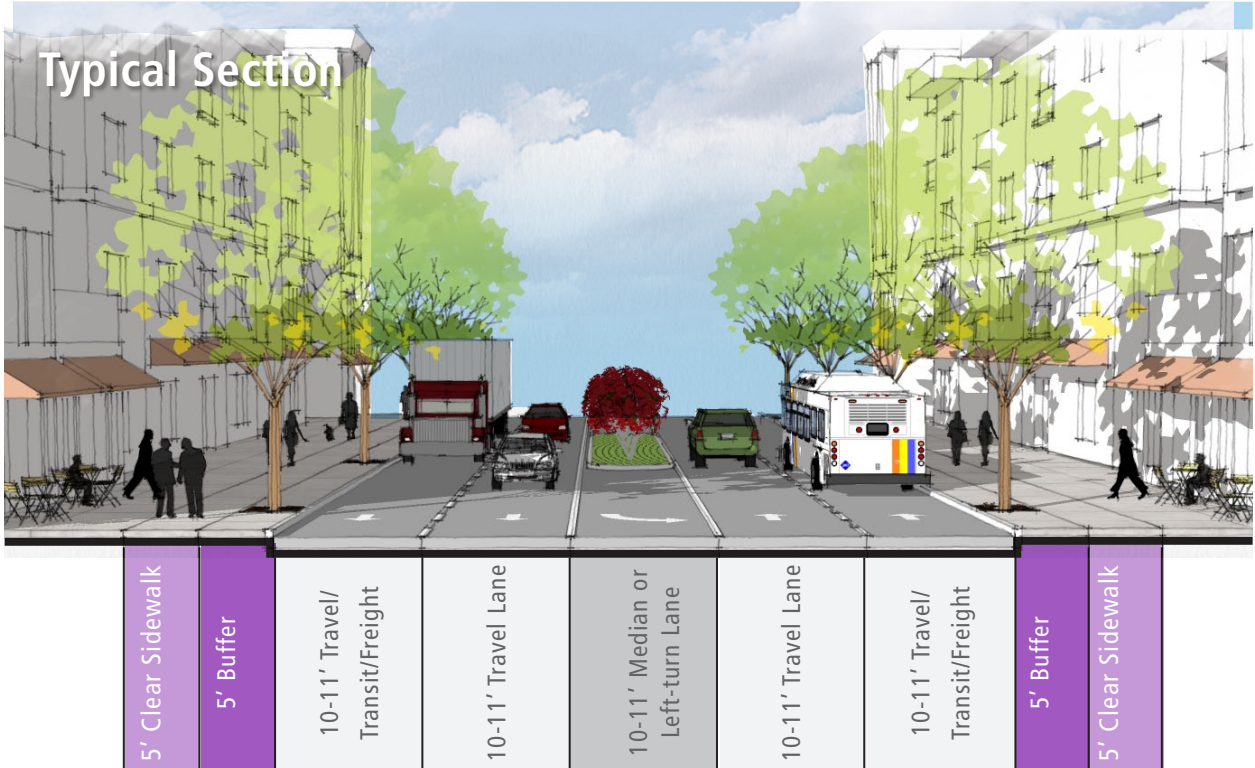 Typical Section
5’ Clear Sidewalk
5’ Buffer
10-11’ Travel/
Transit/Freight
10-11’ Travel Lane
10-11’ Median or
Left-turn Lane
10-11’ Travel Lane
10-11’ Travel/
Transit/Freight
5’ Buffer
5’ Clear Sidewalk